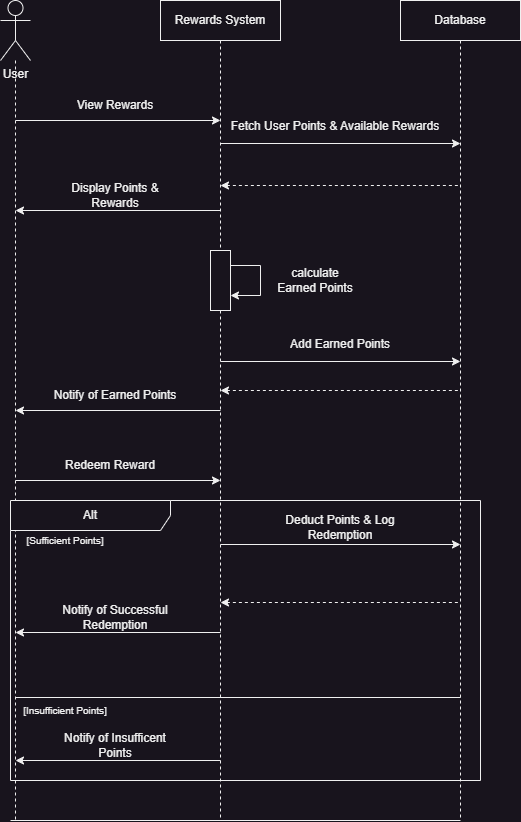 Rewards System
Database
User
View Rewards
Fetch User Points & Available Rewards
Display Points &
Rewards
calculate
Earned Points
Add Earned Points
Notify of Earned Points
Redeem Reward
Alt
Deduct Points & Log
Redemption
[Sufficient Points]
Notify of Successful
Redemption
[Insufficient Points]
Notify of Insufficent
Points